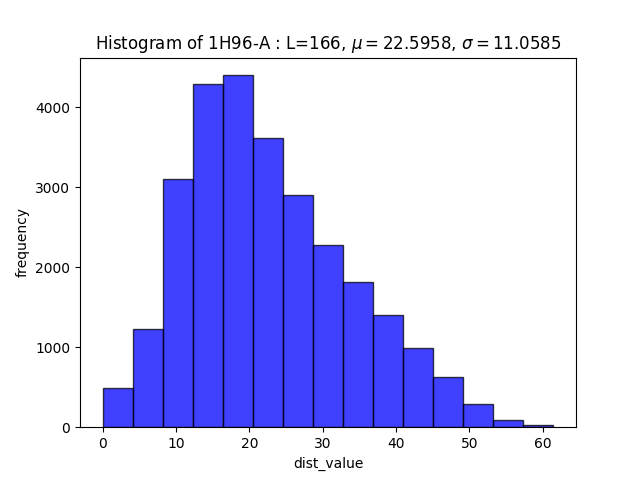 Histogram of 1H96-A : L=166, μ = 22.5958, σ = 11.0585
4000
3000
2000
1000
0
frequency
0 10 20 30 40 50 60
dist_value